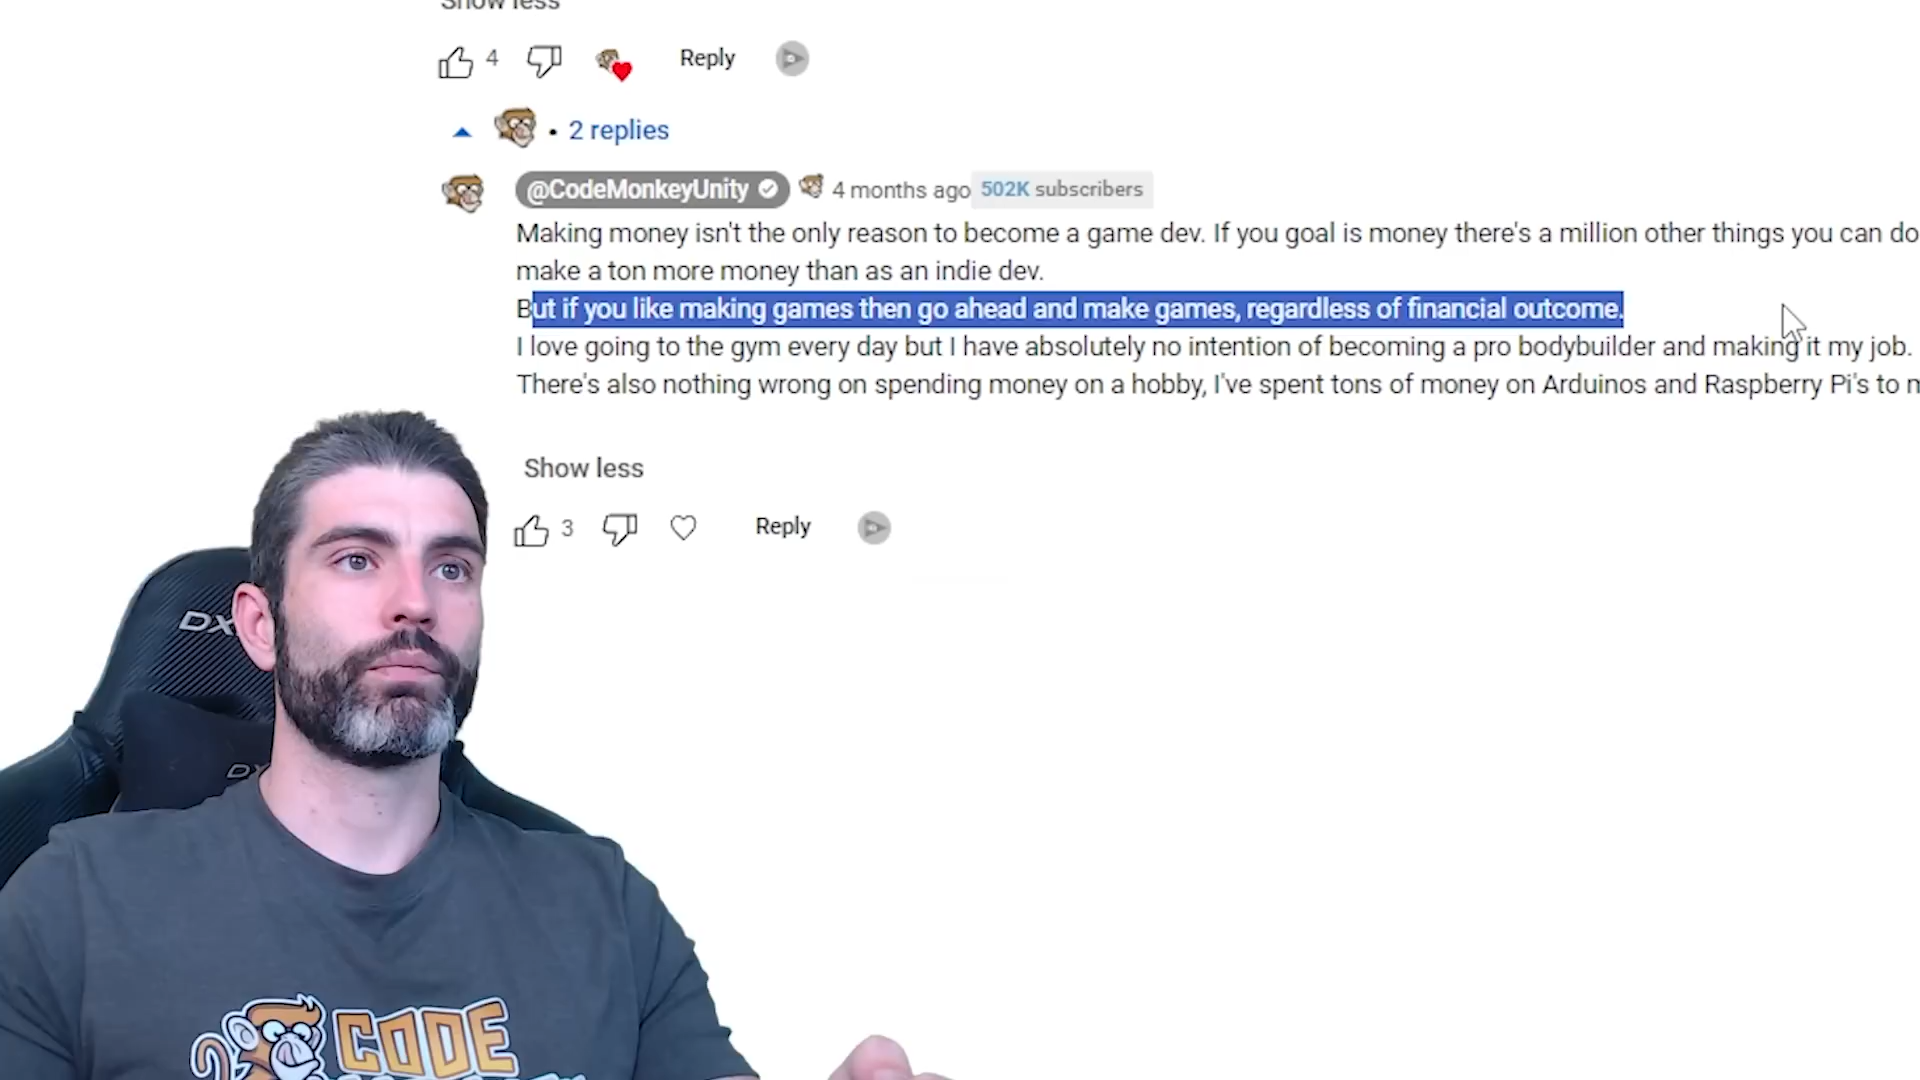 Show less
4
Reply
• 2 replies
@CodeMonkeyUnity 4 months ago 502K subscribers
Making money isn't the only reason to become a game dev. If you goal is money there's a million other things you can do
make a ton more money than as an indie dev.
But if you like making games then go ahead and make games, regardless of financial outcome.
I love going to the gym every day but I have absolutely no intention of becoming a pro bodybuilder and making it my job.
There's also nothing wrong on spending money on a hobby, I've spent tons of money on Arduinos and Raspberry Pi's to
Show less
3
Reply
DX
DX
CODE